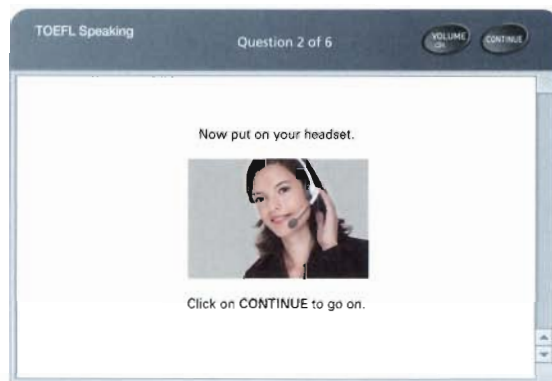 TOEFL Speaking
Question 2 of 6
VOLUME
CONTINUE
Now put on your headset.
Click on CONTINUE to go on.